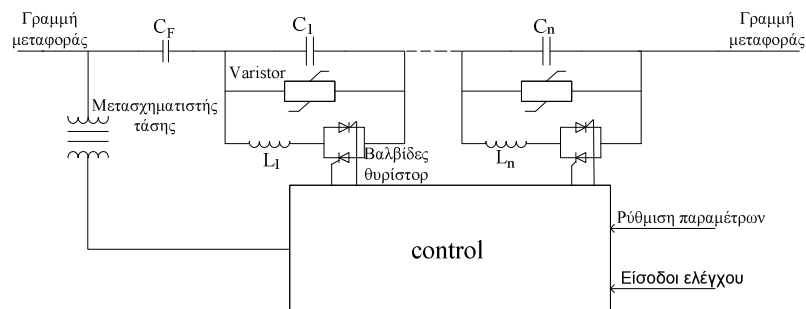 Γραμμή
μεταφοράς
C_F
C_1
C_n
Γραμμή
μεταφοράς
Varistor
Μετασχηματιστής
τάσης
L_1
Βαλβίδες
θυρίστορ
L_n
control
Ρύθμιση παραμέτρων
Είσοδοι ελέγχου